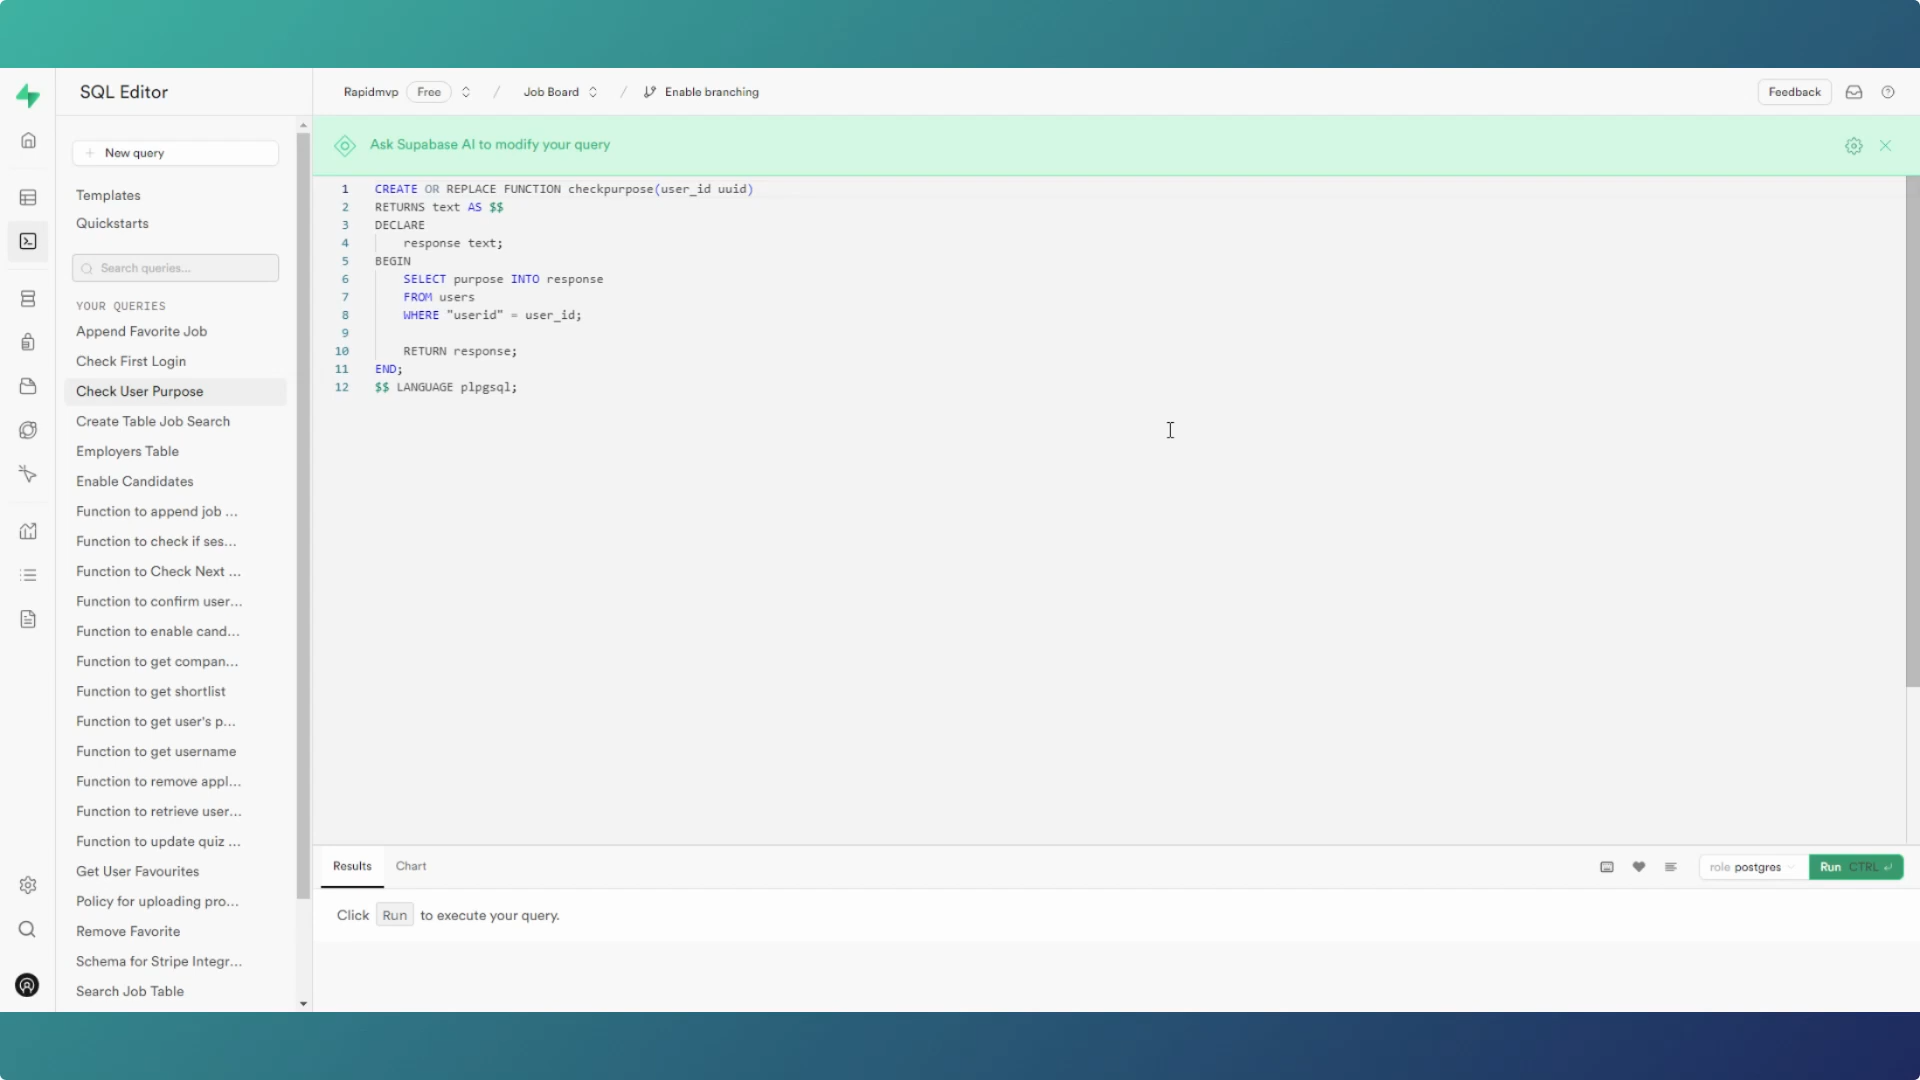 SQL Editor
Rapidmvp Free / Job Board / Enable branching
Feedback
New query
Templates
Quickstarts
Search queries...
YOUR QUERIES
Append Favorite Job
Check First Login
Check User Purpose
Create Table Job Search
Employers Table
Enable Candidates
Function to append job ...
Function to check if ses...
Function to Check Next ...
Function to confirm user...
Function to enable cand...
Function to get compan...
Function to get shortlist
Function to get user's p...
Function to get username
Function to remove appl...
Function to retrieve user...
Function to update quiz ...
Get User Favourites
Policy for uploading pro...
Remove Favorite
Schema for Stripe Integr...
Search Job Table
Ask Supabase AI to modify your query
1 CREATE OR REPLACE FUNCTION checkpurpose(user_id uuid)
2 RETURNS text AS $$
3 DECLARE
4 response text;
5 BEGIN
6 SELECT purpose INTO response
7 FROM users
8 WHERE "userid" = user_id;
9
10 RETURN response;
11 END;
12 $$ LANGUAGE plpgsql;
Results Chart
role postgres Run CTRL ↵
Click Run to execute your query.